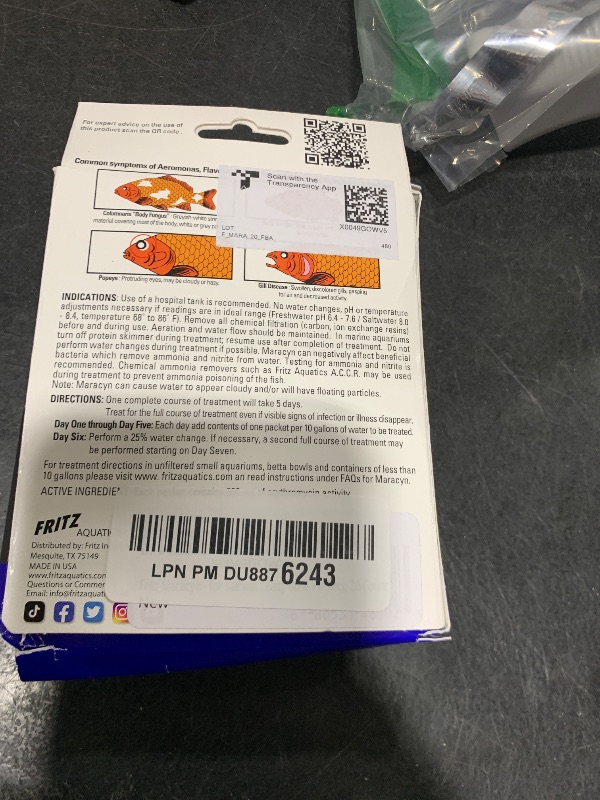 For expert advice on the use of
this product scan the QR code.
Common symptoms of Aeromonas,
Scan with the
Transparency App
X0049GOWV5
LOT
F_MARA_20_FBA
480
Columnaris "Body Fungus": Grayish-white
material covering most of the body; white or
Popeye: Protruding eyes, may be cloudy or haze
Gill Disease: Swollen, discolored gills, gasping
for air and decreased activity
INDICATIONS: Use of a hospital tank is recommended. No water changes, pH or temperature
adjustments necessary if readings are in ideal range (Freshwater pH 6.4 - 7.6 / Saltwater 8.0
- 8.4, temperature 68° to 86° F). Remove all chemical filtration (carbon, ion exchange resins)
before and during use. Aeration and water flow should be maintained. In marine aquariums
turn off protein skimmer during treatment; resume use after completion of treatment. Do not
perform water changes during treatment if possible. Maracyn can negatively affect beneficial
bacteria which remove ammonia and nitrite from water. Testing for ammonia and nitrite is
recommended. Chemical ammonia removers such as Fritz Aquatics A.C.C.R. may be used
during treatment to prevent ammonia poisoning of the fish.
Note: Maracyn can cause water to appear cloudy and/or will have floating particles.
DIRECTIONS: One complete course of treatment will take 5 days.
Treat for the full course of treatment even if visible signs of infection or illness disappear.
Day One through Day Five: Each day add contents of one packet per 10 gallons of water to be treated.
Day Six: Perform a 25% water change. If necessary, a second full course of treatment may
be performed starting on Day Seven.
For treatment directions in unfiltered small aquariums, betta bowls and containers of less than
10 gallons please visit www.fritzaquatics.com an read instructions under FAQs for Maracyn.
ACTIVE INGREDIE
FRITZ
AQUATI
Distributed by: Fritz In
Mesquite, TX 75149
MADE IN USA
www.fritzaquatics.com
Questions or Commer
Email: info@fritzaquati
LPN PM DU887 6243
New